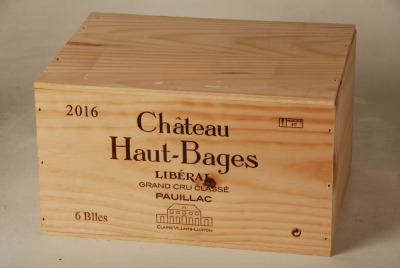 2016
Château
Haut-Bages
LIBÉRAL
GRAND CRU CLASSÉ
PAUILLAC
6 Blles
CLAIRE VILLARS-LURTON